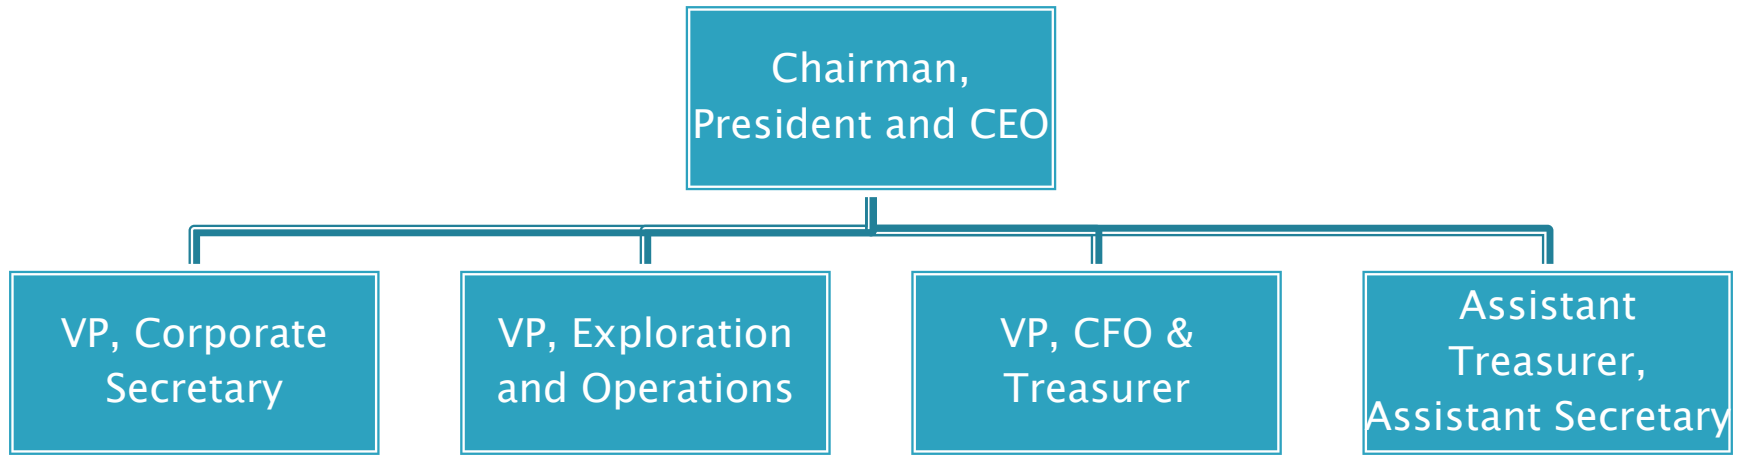 Chairman,
President and CEO
VP, Corporate
Secretary
VP, Exploration
and Operations
VP, CFO &
Treasurer
Assistant
Treasurer,
Assistant Secretary